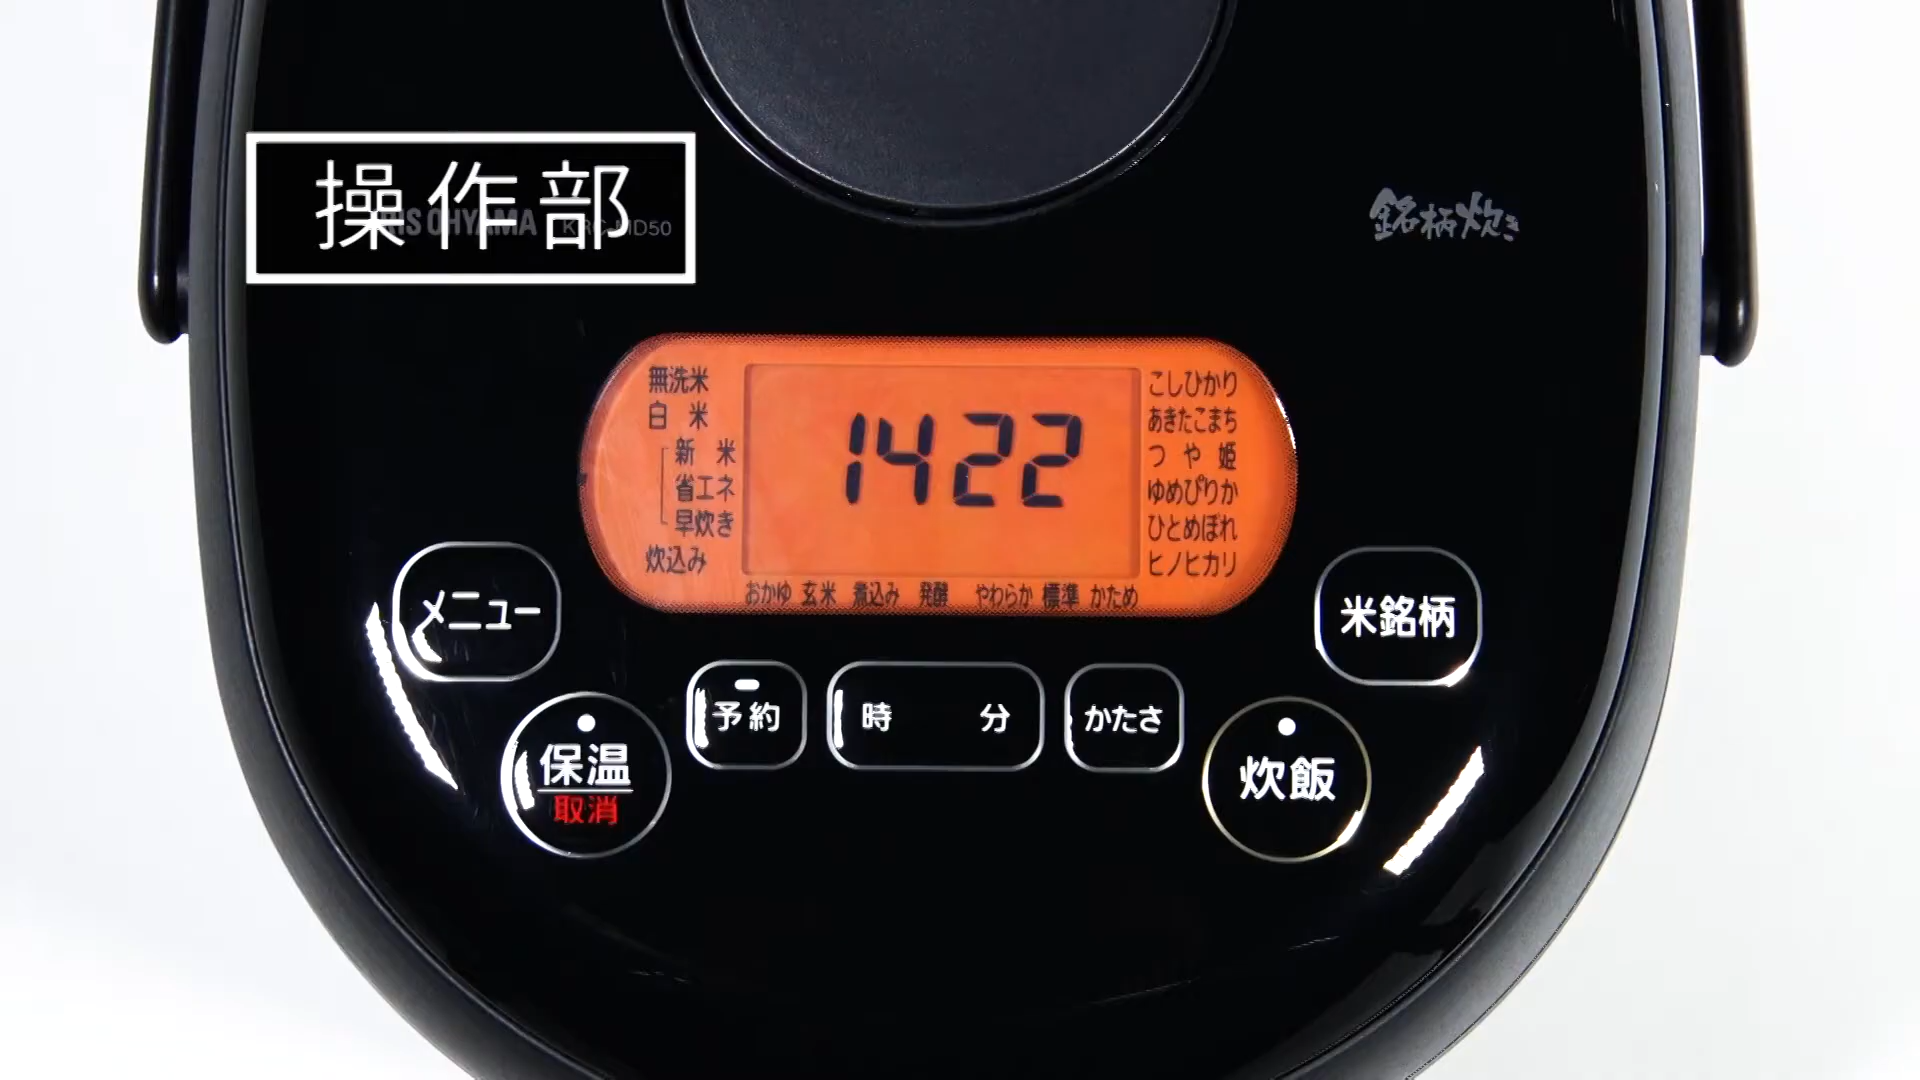 操作部
IRIS OHYAMA
銘柄炊き
無洗米
白米
新米
省エネ
早炊き
炊込み
1422
こしひかり
あきたこまち
つや姫
ゆめぴりか
ひとめぼれ
ヒノヒカリ
おかゆ 玄米 煮込み 発酵 やわらか 標準 かため
メニュー
米銘柄
予約
時 分
かたさ
保温
取消
炊飯